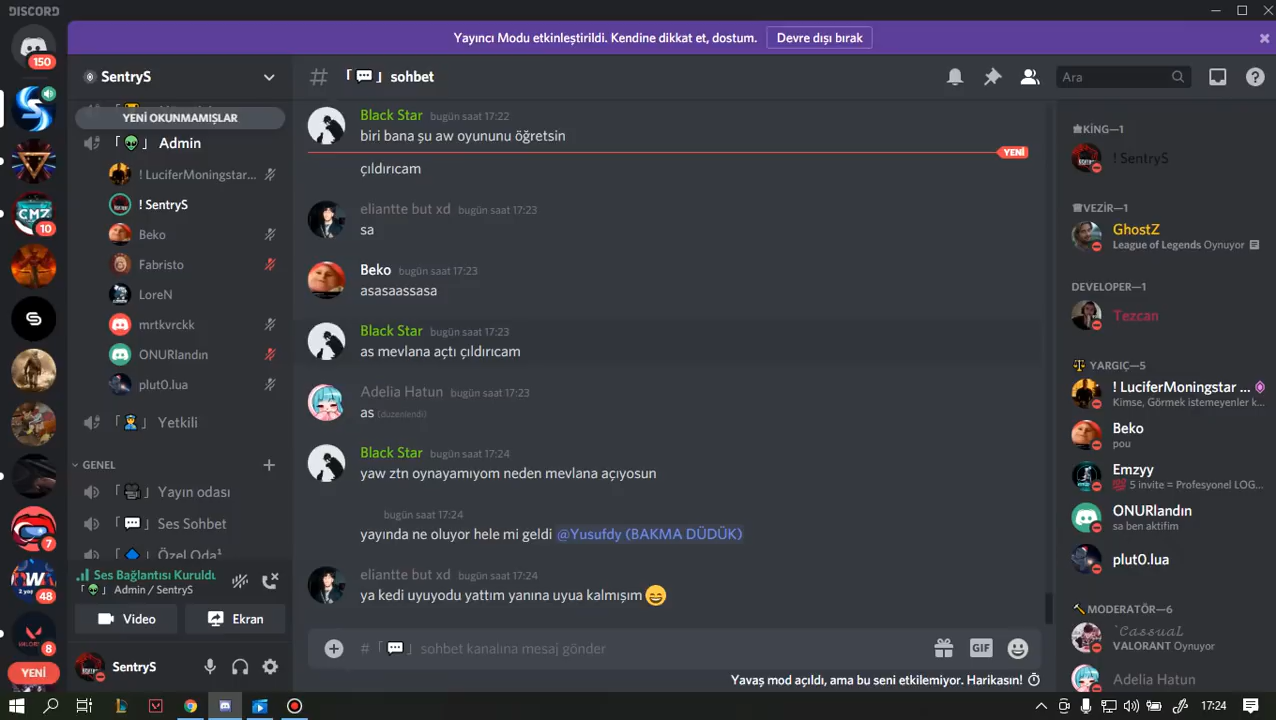 DISCORD
Yayıncı Modu etkinleştirildi. Kendine dikkat et, dostum.
Devre dışı bırak
150
10
7
48
3 yaş
8
YENİ
SentryS
YENİ OKUNMAMIŞLAR
「👽」 Admin
! LuciferMoningstar...
! SentryS
Beko
Fabristo
LoreN
mrtkvrckk
ONURlandın
plut0.lua
Yetkili
GENEL
「🎥」 Yayın odası
「💬」 Ses Sohbet
Özel Oda¹
Ses Bağlantısı Kuruldu
「👽」 Admin / SentryS
Video
Ekran
SentryS
# 「💬」 sohbet
Ara
Black Star bugün saat 17:22
biri bana şu aw oyununu öğretsin
YENİ
çıldırıcam
eliantte but xd bugün saat 17:23
sa
Beko bugün saat 17:23
asasaassasa
Black Star bugün saat 17:23
as mevlana açtı çıldırıcam
Adelia Hatun bugün saat 17:23
as (düzenlendi)
Black Star bugün saat 17:24
yaw ztn oynayamıyom neden mevlana açıyosun
bugün saat 17:24
yayında ne oluyor hele mi geldi @Yusufdy (BAKMA DÜDÜK)
eliantte but xd bugün saat 17:24
ya kedi uyuyodu yattım yanına uyua kalmışım 😄
# 「💬」 sohbet kanalına mesaj gönder
GIF
Yavaş mod açıldı, ama bu seni etkilemiyor. Harikasın!
KİNG—1
! SentryS
VEZİR—1
GhostZ
League of Legends Oynuyor
DEVELOPER—1
Tezcan
YARGIÇ—5
! LuciferMoningstar ...
Kimse, Görmek istemeyenler k...
Beko
pou
Emzyy
💯 5 invite = Profesyonel LOG...
ONURlandın
sa ben aktifim
plut0.lua
MODERATÖR—6
`𝓒𝓪𝓼𝓼𝓾𝓪𝓛
VALORANT Oynuyor
Adelia Hatun
17:24